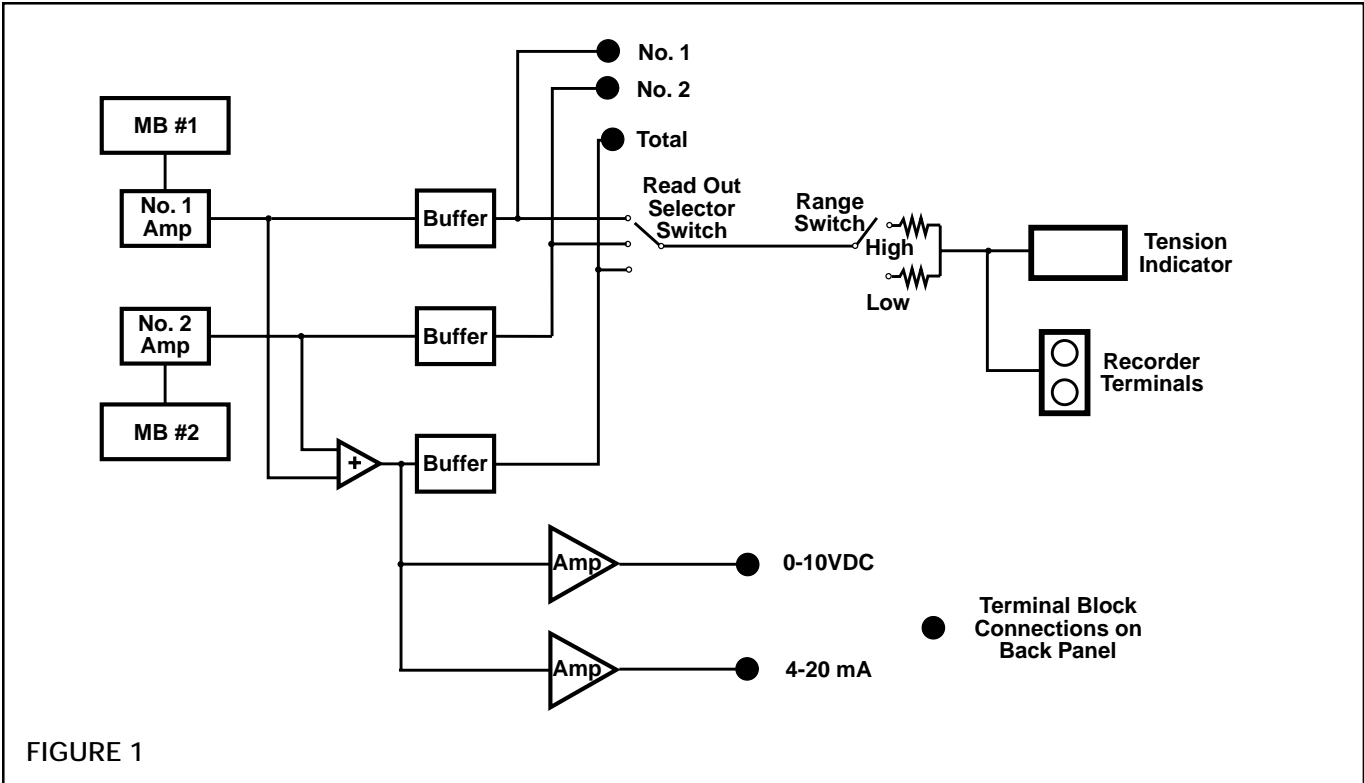 No. 1
No. 2
Total
MB #1
No. 1
Amp
Buffer
Read Out
Selector
Switch
Range
Switch
High
Low
Tension
Indicator
No. 2
Amp
Buffer
Recorder
Terminals
MB #2
+
Buffer
Amp
0-10VDC
Terminal Block
Connections on
Back Panel
Amp
4-20 mA
FIGURE 1